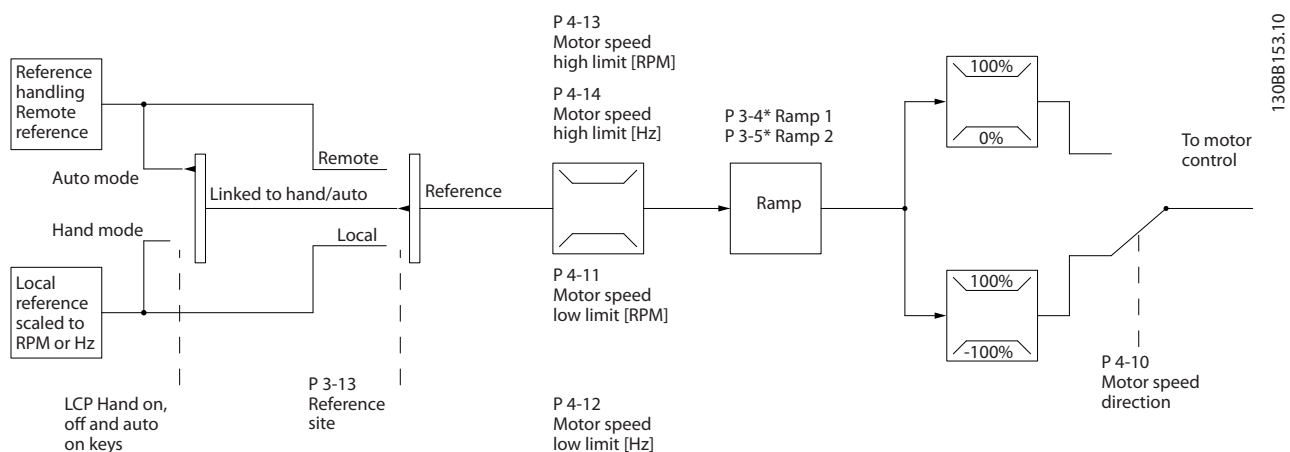 P 4-13
Motor speed
high limit [RPM]
P 4-14
Motor speed
high limit [Hz]
130BB153.10
Reference
handling
Remote
reference
Auto mode
Hand mode
Local
reference
scaled to
RPM or Hz
LCP Hand on,
off and auto
on keys
Linked to hand/auto
Remote
Local
P 3-13
Reference
site
Reference
P 4-11
Motor speed
low limit [RPM]
P 4-12
Motor speed
low limit [Hz]
P 3-4* Ramp 1
P 3-5* Ramp 2
Ramp
100%
0%
100%
-100%
To motor
control
P 4-10
Motor speed
direction